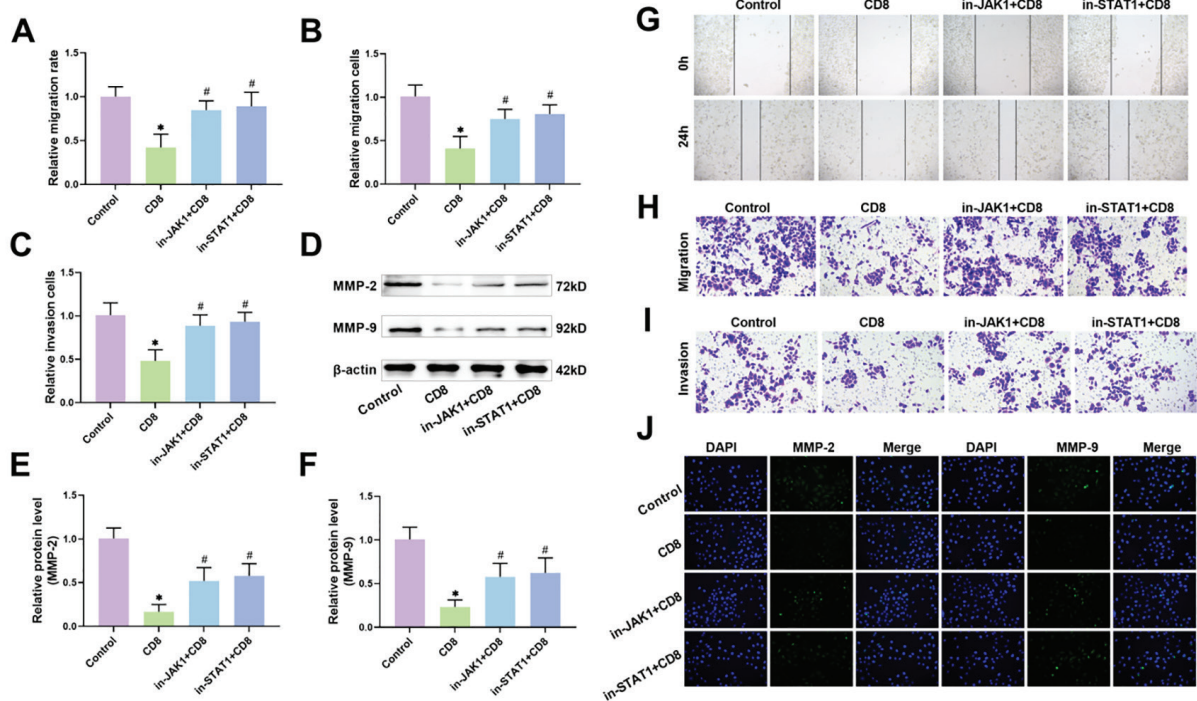 A
Relative migration rate
1.5
1.0
0.5
0.0
*
#
#
Control
CD8
in-JAK1+CD8
in-STAT1+CD8
B
Relative migration cells
1.5
1.0
0.5
0.0
*
#
#
Control
CD8
in-JAK1+CD8
in-STAT1+CD8
C
Relative invasion cells
1.5
1.0
0.5
0.0
*
#
#
Control
CD8
in-JAK1+CD8
in-STAT1+CD8
D
MMP-2 72kD
MMP-9 92kD
β-actin 42kD
Control
CD8
in-JAK1+CD8
in-STAT1+CD8
E
Relative protein level
(MMP-2)
1.5
1.0
0.5
0.0
*
#
#
Control
CD8
in-JAK1+CD8
in-STAT1+CD8
F
Relative protein level
(MMP-9)
1.5
1.0
0.5
0.0
*
#
#
Control
CD8
in-JAK1+CD8
in-STAT1+CD8
G
Control CD8 in-JAK1+CD8 in-STAT1+CD8
0h
24h
H
Control CD8 in-JAK1+CD8 in-STAT1+CD8
Migration
I
Control CD8 in-JAK1+CD8 in-STAT1+CD8
Invasion
J
DAPI MMP-2 Merge DAPI MMP-9 Merge
Control
CD8
in-JAK1+CD8
in-STAT1+CD8